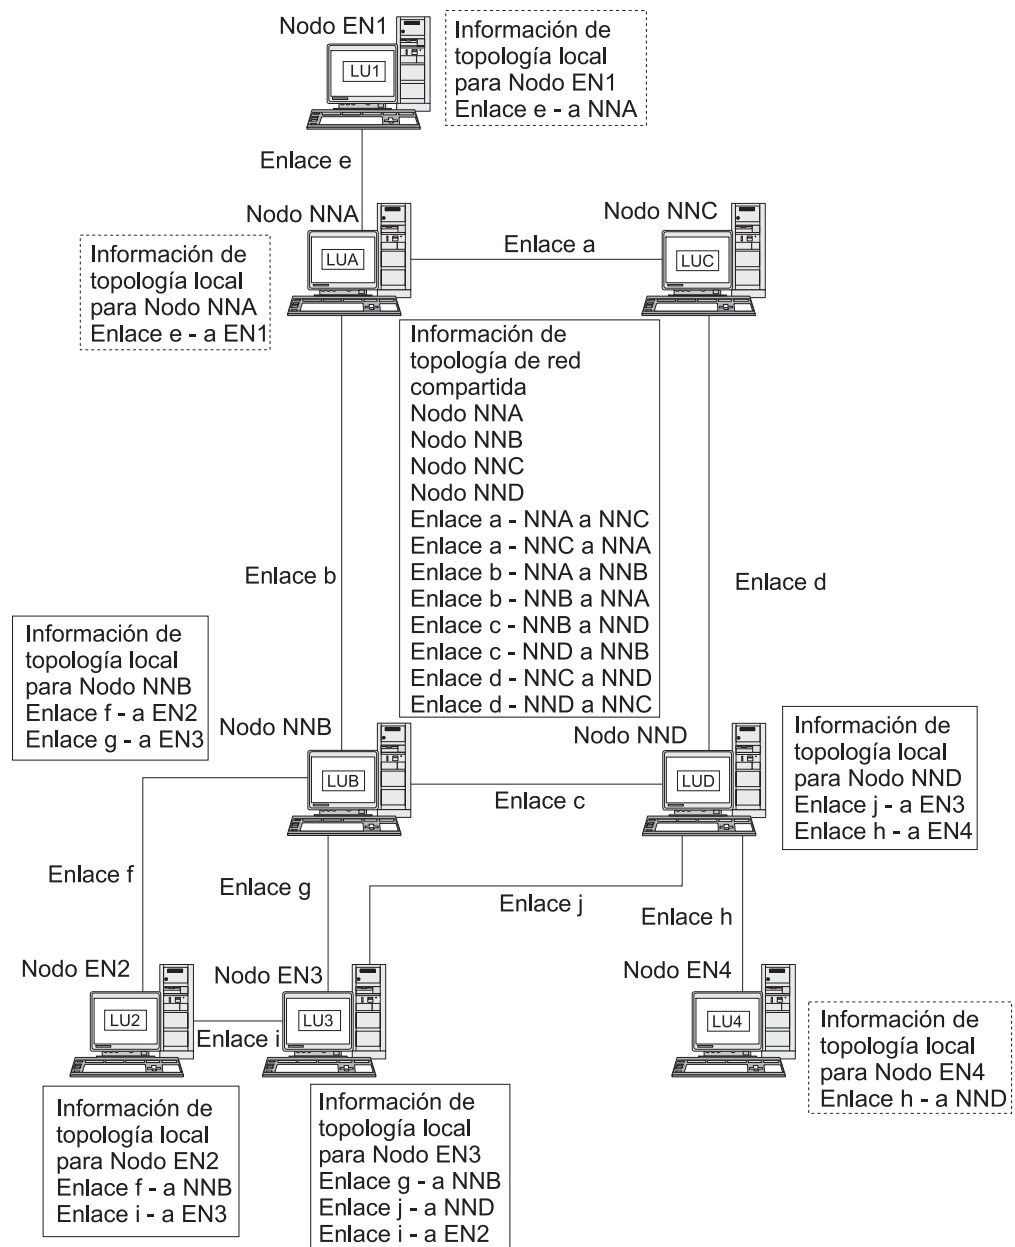 Nodo EN1
LU1
Información de
topología local
para Nodo EN1
Enlace e - a NNA
Enlace e
Nodo NNA
LUA
Nodo NNC
LUC
Enlace a
Información de
topología local
para Nodo NNA
Enlace e - a EN1
Información de
topología de red
compartida
Nodo NNA
Nodo NNB
Nodo NNC
Nodo NND
Enlace a - NNA a NNC
Enlace a - NNC a NNA
Enlace b - NNA a NNB
Enlace b - NNB a NNA
Enlace c - NNB a NND
Enlace c - NND a NNB
Enlace d - NNC a NND
Enlace d - NND a NNC
Enlace b
Enlace d
Información de
topología local
para Nodo NNB
Enlace f - a EN2
Enlace g - a EN3
Nodo NNB
LUB
Nodo NND
LUD
Enlace c
Información de
topología local
para Nodo NND
Enlace j - a EN3
Enlace h - a EN4
Enlace f
Enlace g
Enlace j
Enlace h
Nodo EN2
LU2
Nodo EN3
LU3
Enlace i
Nodo EN4
LU4
Información de
topología local
para Nodo EN4
Enlace h - a NND
Información de
topología local
para Nodo EN2
Enlace f - a NNB
Enlace i - a EN3
Información de
topología local
para Nodo EN3
Enlace g - a NNB
Enlace j - a NND
Enlace i - a EN2